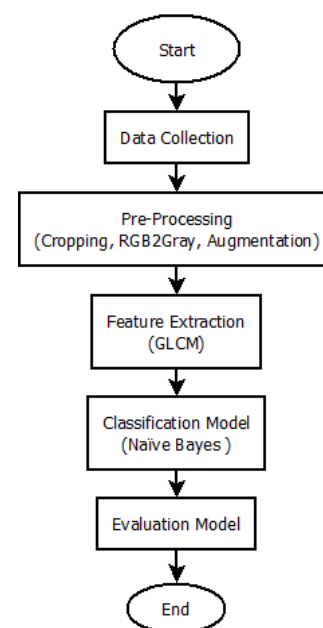 Start
Data Collection
Pre-Processing
(Cropping, RGB2Gray, Augmentation)
Feature Extraction
(GLCM)
Classification Model
(Naïve Bayes )
Evaluation Model
End